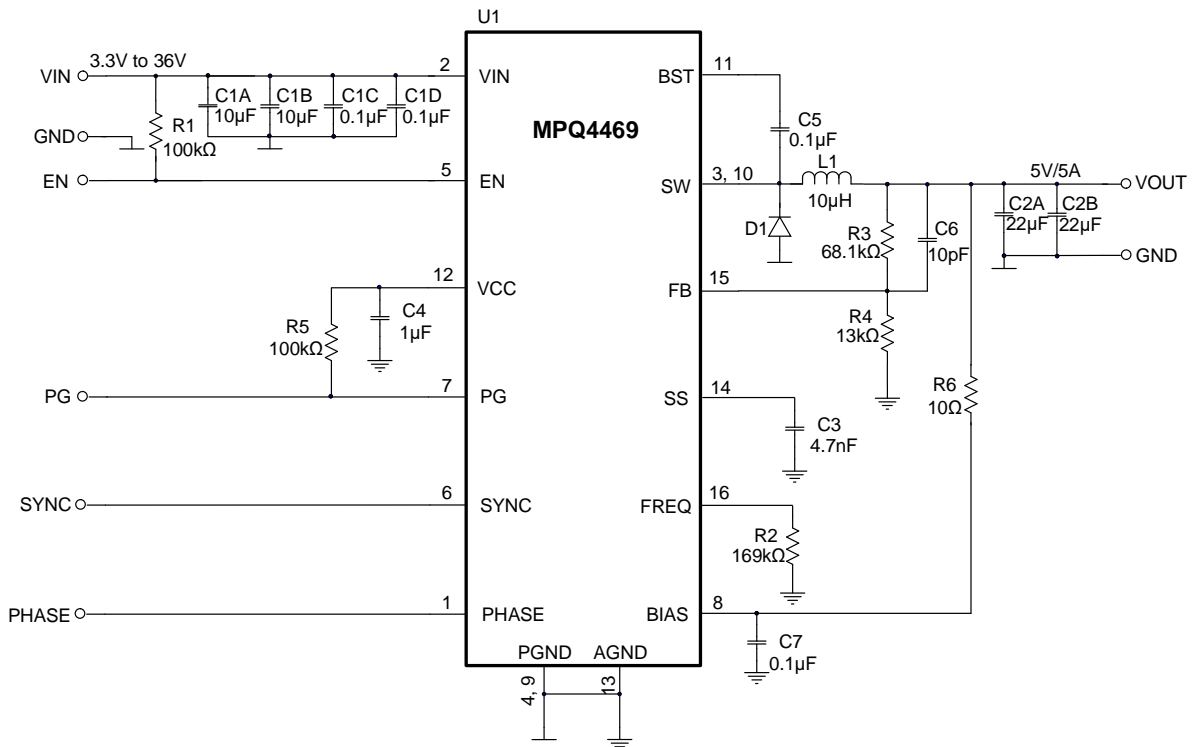 U1
MPQ4469
VIN
3.3V to 36V
2
VIN
C1A
10µF
C1B
10µF
C1C
0.1µF
C1D
0.1µF
GND
R1
100kΩ
EN
5
EN
12
VCC
R5
100kΩ
C4
1µF
PG
7
PG
SYNC
6
SYNC
PHASE
1
PHASE
PGND
AGND
4, 9
13
BST
11
C5
0.1µF
SW
3, 10
L1
10µH
D1
5V/5A
VOUT
R3
68.1kΩ
C6
10pF
C2A
22µF
C2B
22µF
GND
FB
15
R4
13kΩ
R6
10Ω
SS
14
C3
4.7nF
FREQ
16
R2
169kΩ
BIAS
8
C7
0.1µF